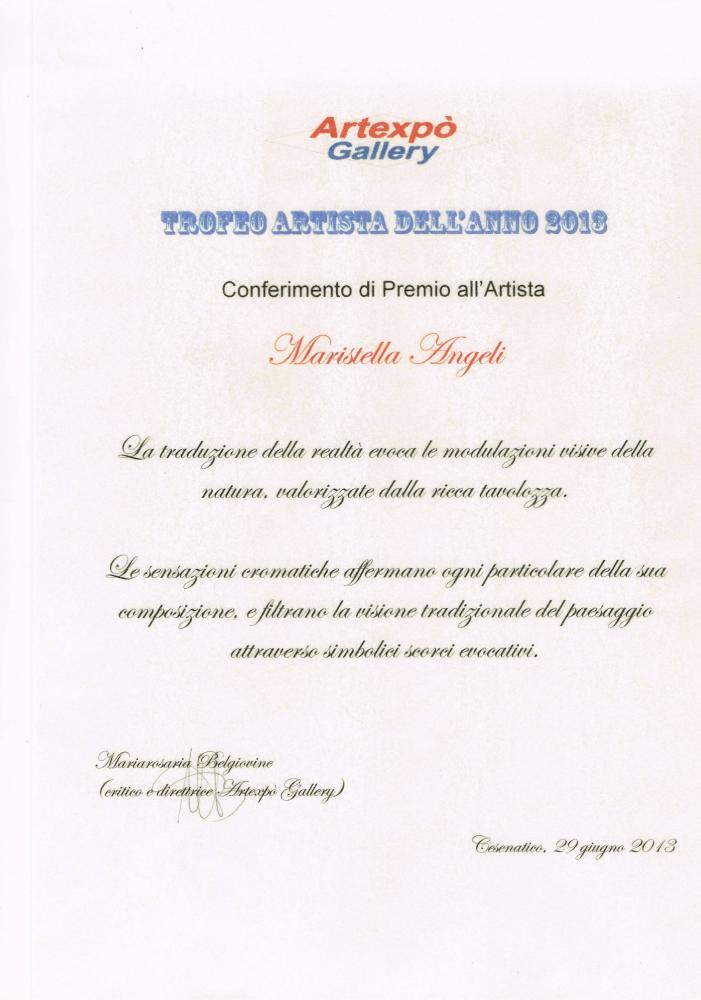 Artexpò
Gallery
TROFEO ARTISTA DELL'ANNO 2013
Conferimento di Premio all'Artista
Maristella Angeli
La traduzione della realtà evoca le modulazioni visive della
natura, valorizzate dalla ricca tavolozza.
Le sensazioni cromatiche affermano ogni particolare della sua
composizione, e filtrano la visione tradizionale del paesaggio
attraverso simbolici scorci evocativi.
Mariarosaria Belgiovine
(critico e direttrice Artexpò Gallery)
Cesenatico, 29 giugno 2013